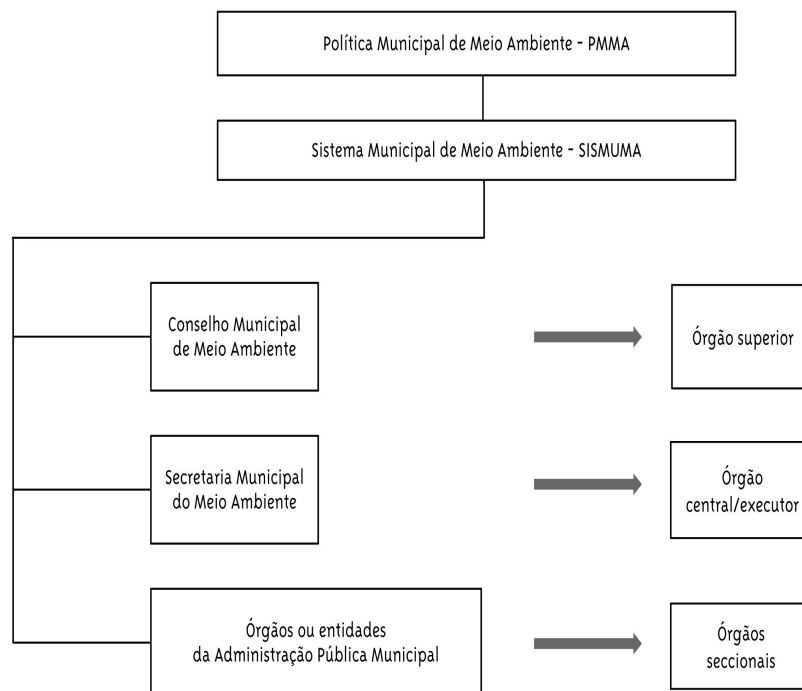 Política Municipal de Meio Ambiente - PMMA
Sistema Municipal de Meio Ambiente - SISMUMA
Conselho Municipal
de Meio Ambiente
Órgão superior
Secretaria Municipal
do Meio Ambiente
Órgão
central/executor
Órgãos ou entidades
da Administração Pública Municipal
Órgãos
seccionais